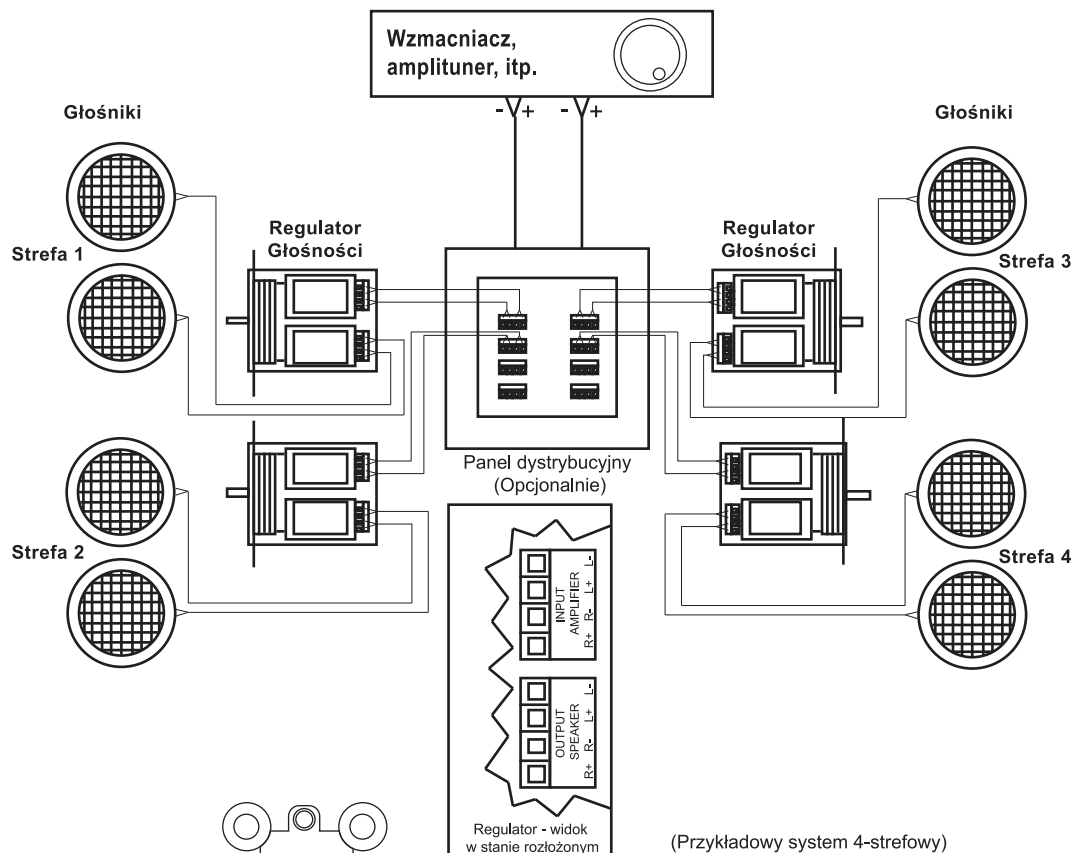 Wzmacniacz,
amplituner, itp.
- + - +
Głośniki
Głośniki
Regulator
Głośności
Regulator
Głośności
Strefa 1
Strefa 3
Panel dystrybucyjny
(Opcjonalnie)
Strefa 2
Strefa 4
INPUT
AMPLIFIER
R+ R- L+ L-
OUTPUT
SPEAKER
R+ R- L+ L-
Regulator - widok
w stanie rozłożonym
(Przykładowy system 4-strefowy)